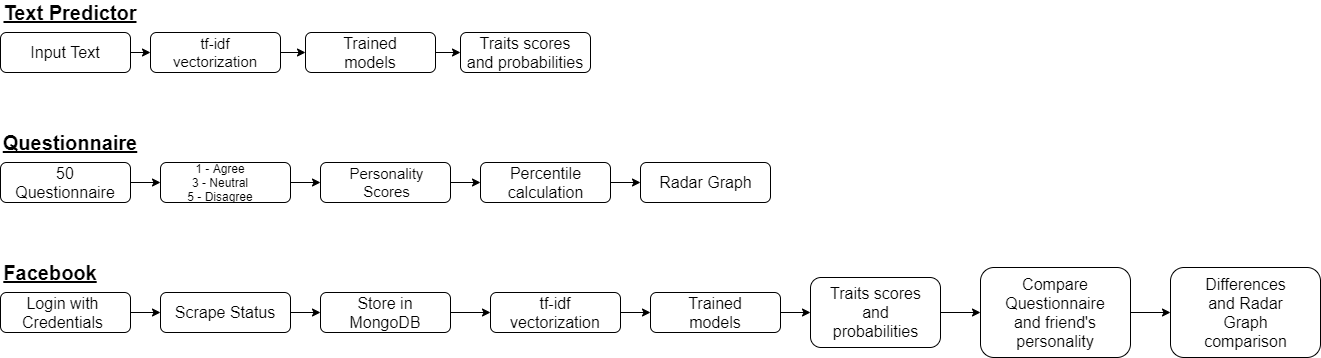 Text Predictor
Input Text
tf-idf
vectorization
Trained
models
Traits scores
and probabilities
Questionnaire
50
Questionnaire
1 - Agree
3 - Neutral
5 - Disagree
Personality
Scores
Percentile
calculation
Radar Graph
Facebook
Login with
Credentials
Scrape Status
Store in
MongoDB
tf-idf
vectorization
Trained
models
Traits scores
and
probabilities
Compare
Questionnaire
and friend's
personality
Differences
and Radar
Graph
comparison